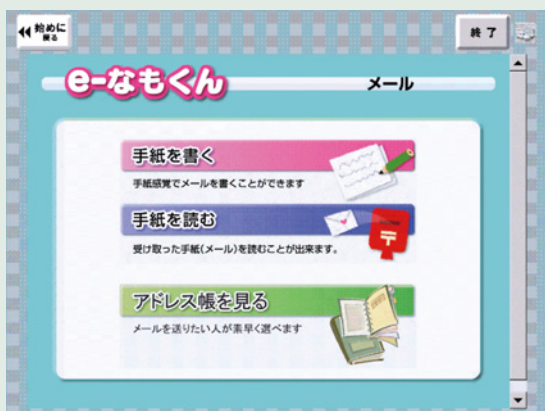 始めに
戻る
終了
e-なもくん
メール
手紙を書く
手紙感覚でメールを書くことができます
手紙を読む
受け取った手紙(メール)を読むことが出来ます。
アドレス帳を見る
メールを送りたい人が素早く選べます